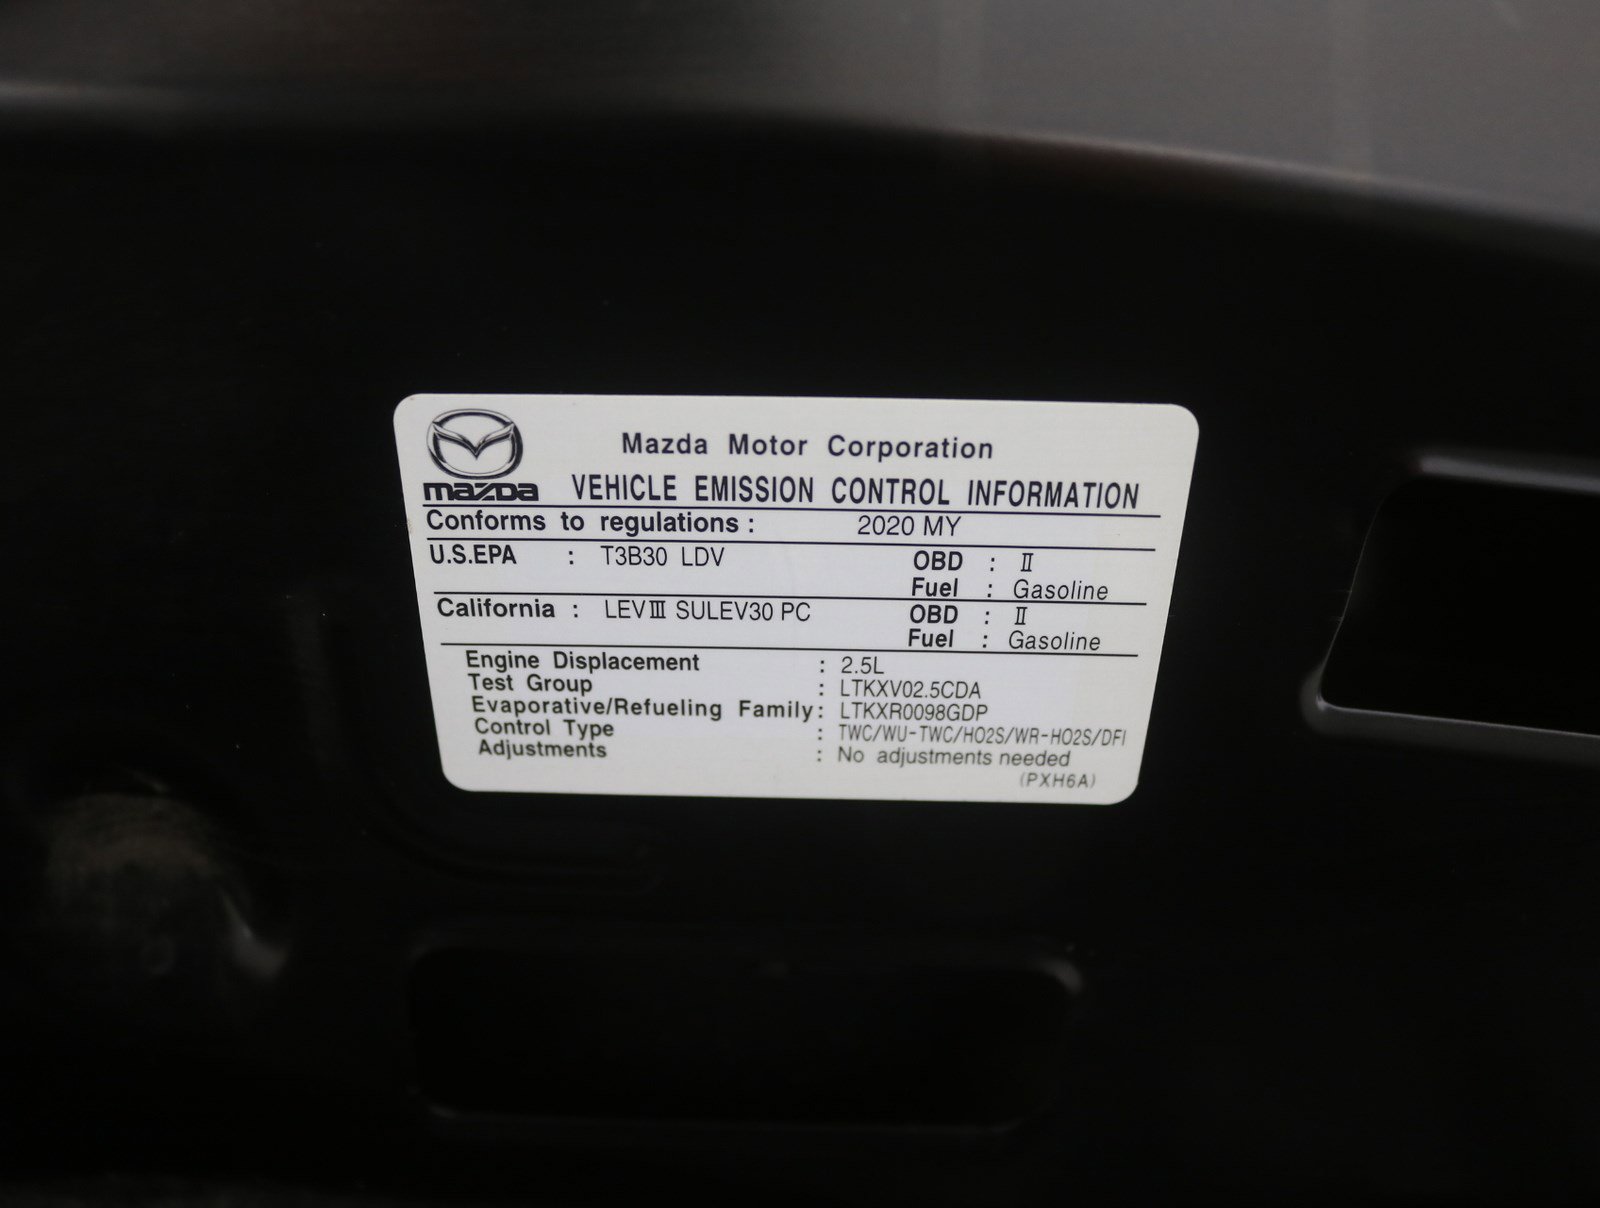 Mazda Motor Corporation
mazda VEHICLE EMISSION CONTROL INFORMATION
Conforms to regulations : 2020 MY
U.S.EPA : T3B30 LDV OBD : Ⅱ
Fuel : Gasoline
California : LEVⅢ SULEV30 PC OBD : Ⅱ
Fuel : Gasoline
Engine Displacement : 2.5L
Test Group : LTKXV02.5CDA
Evaporative/Refueling Family : LTKXR0098GDP
Control Type : TWC/WU-TWC/HO2S/WR-HO2S/DFI
Adjustments : No adjustments needed
(PXH6A)